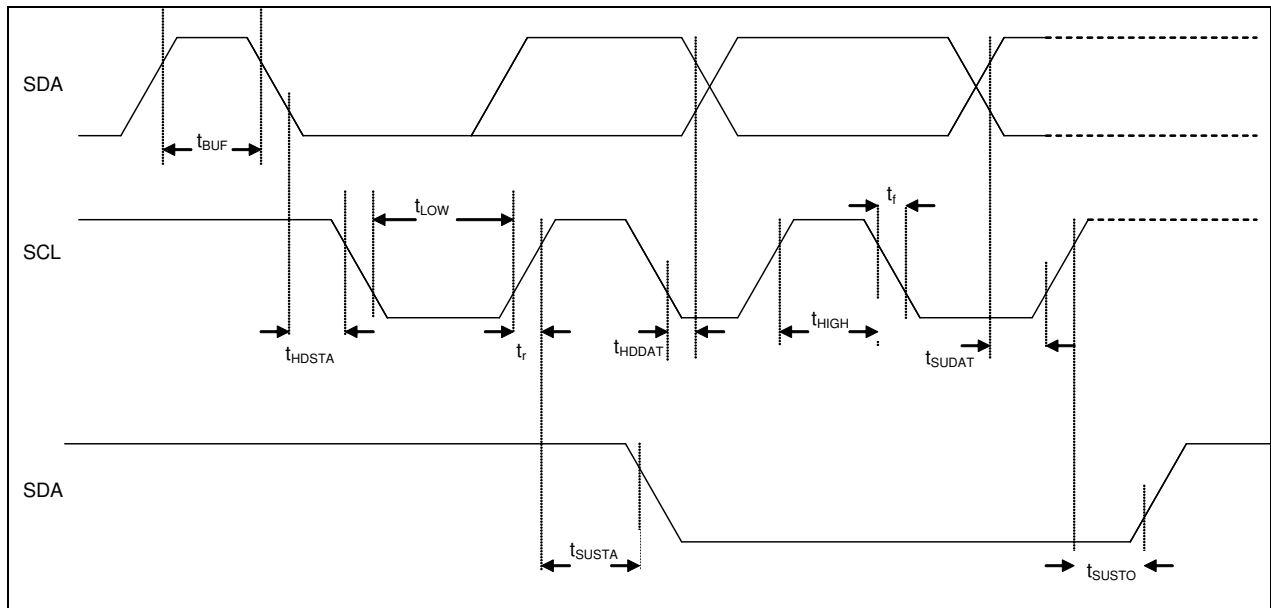 SDA
tBUF
tLOW
tf
SCL
tHDSTA
tr
tHDDAT
tHIGH
tSUDAT
SDA
tSUSTA
tSUSTO